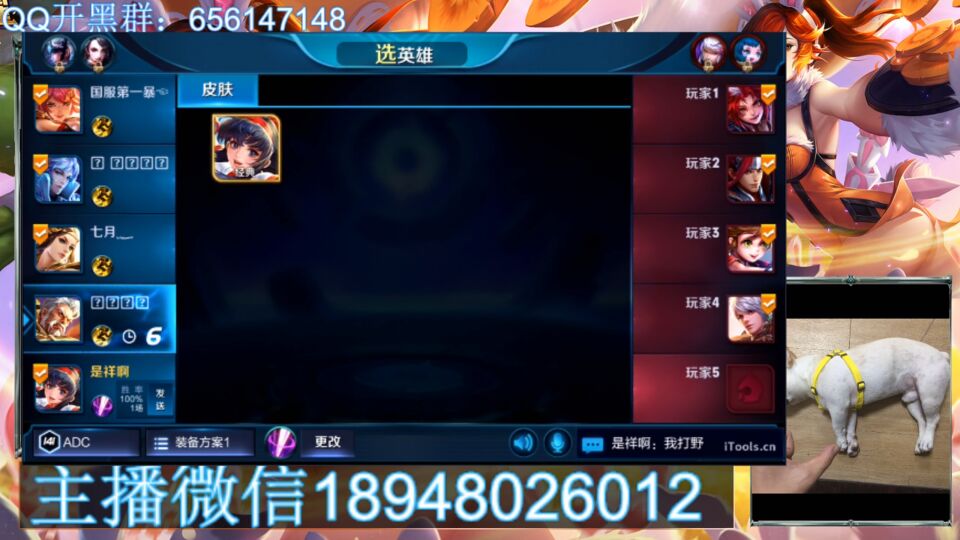 QQ开黑群：656147148
选英雄
皮肤
国服第一暴
七月
6
是祥啊
胜率
100%
1场
发送
经典
玩家1
玩家2
玩家3
玩家4
玩家5
141 ADC
装备方案1
更改
是祥啊：我打野
iTools.cn
主播微信18948026012